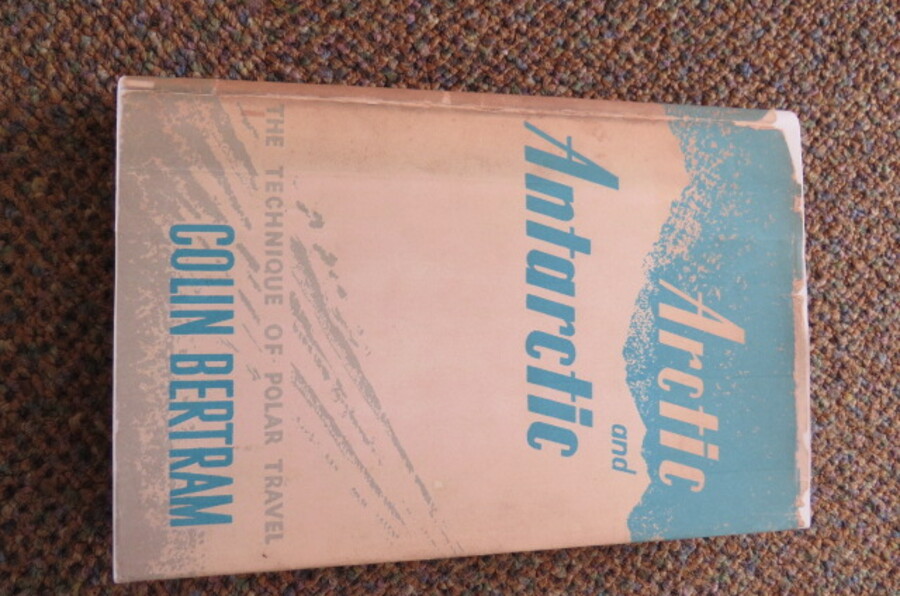 Arctic
and
Antarctic
THE TECHNIQUE OF POLAR TRAVEL
COLIN BERTRAM